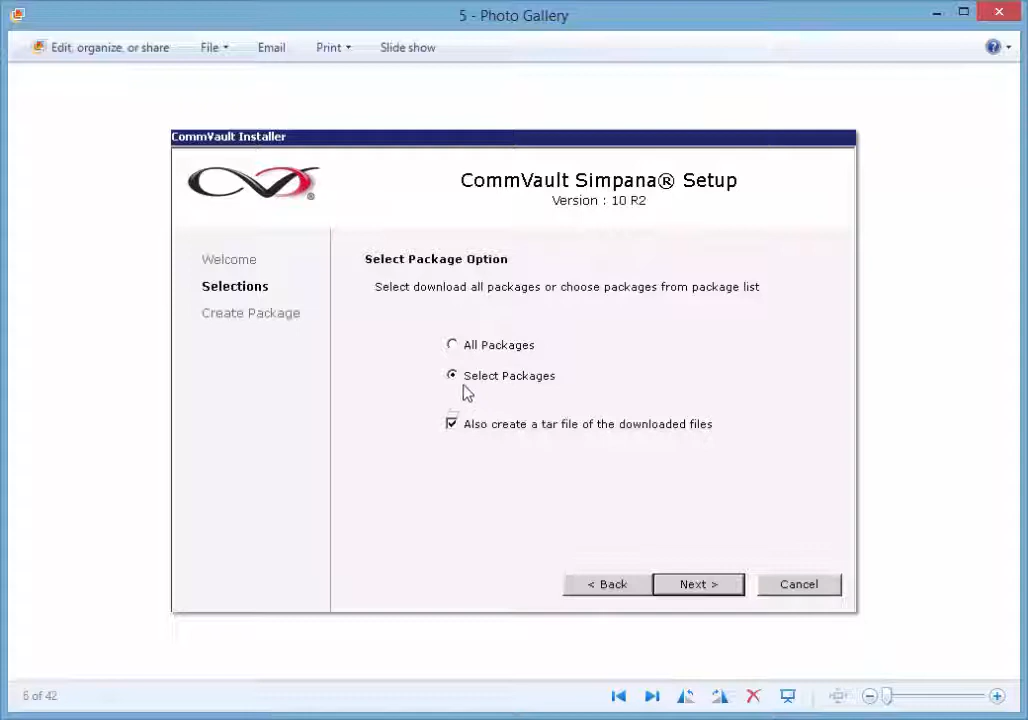 5 - Photo Gallery
Edit, organize, or share File Email Print Slide show
CommVault Installer
CommVault Simpana® Setup
Version : 10 R2
Welcome
Selections
Create Package
Select Package Option
Select download all packages or choose packages from package list
All Packages
Select Packages
Also create a tar file of the downloaded files
< Back Next > Cancel
6 of 42